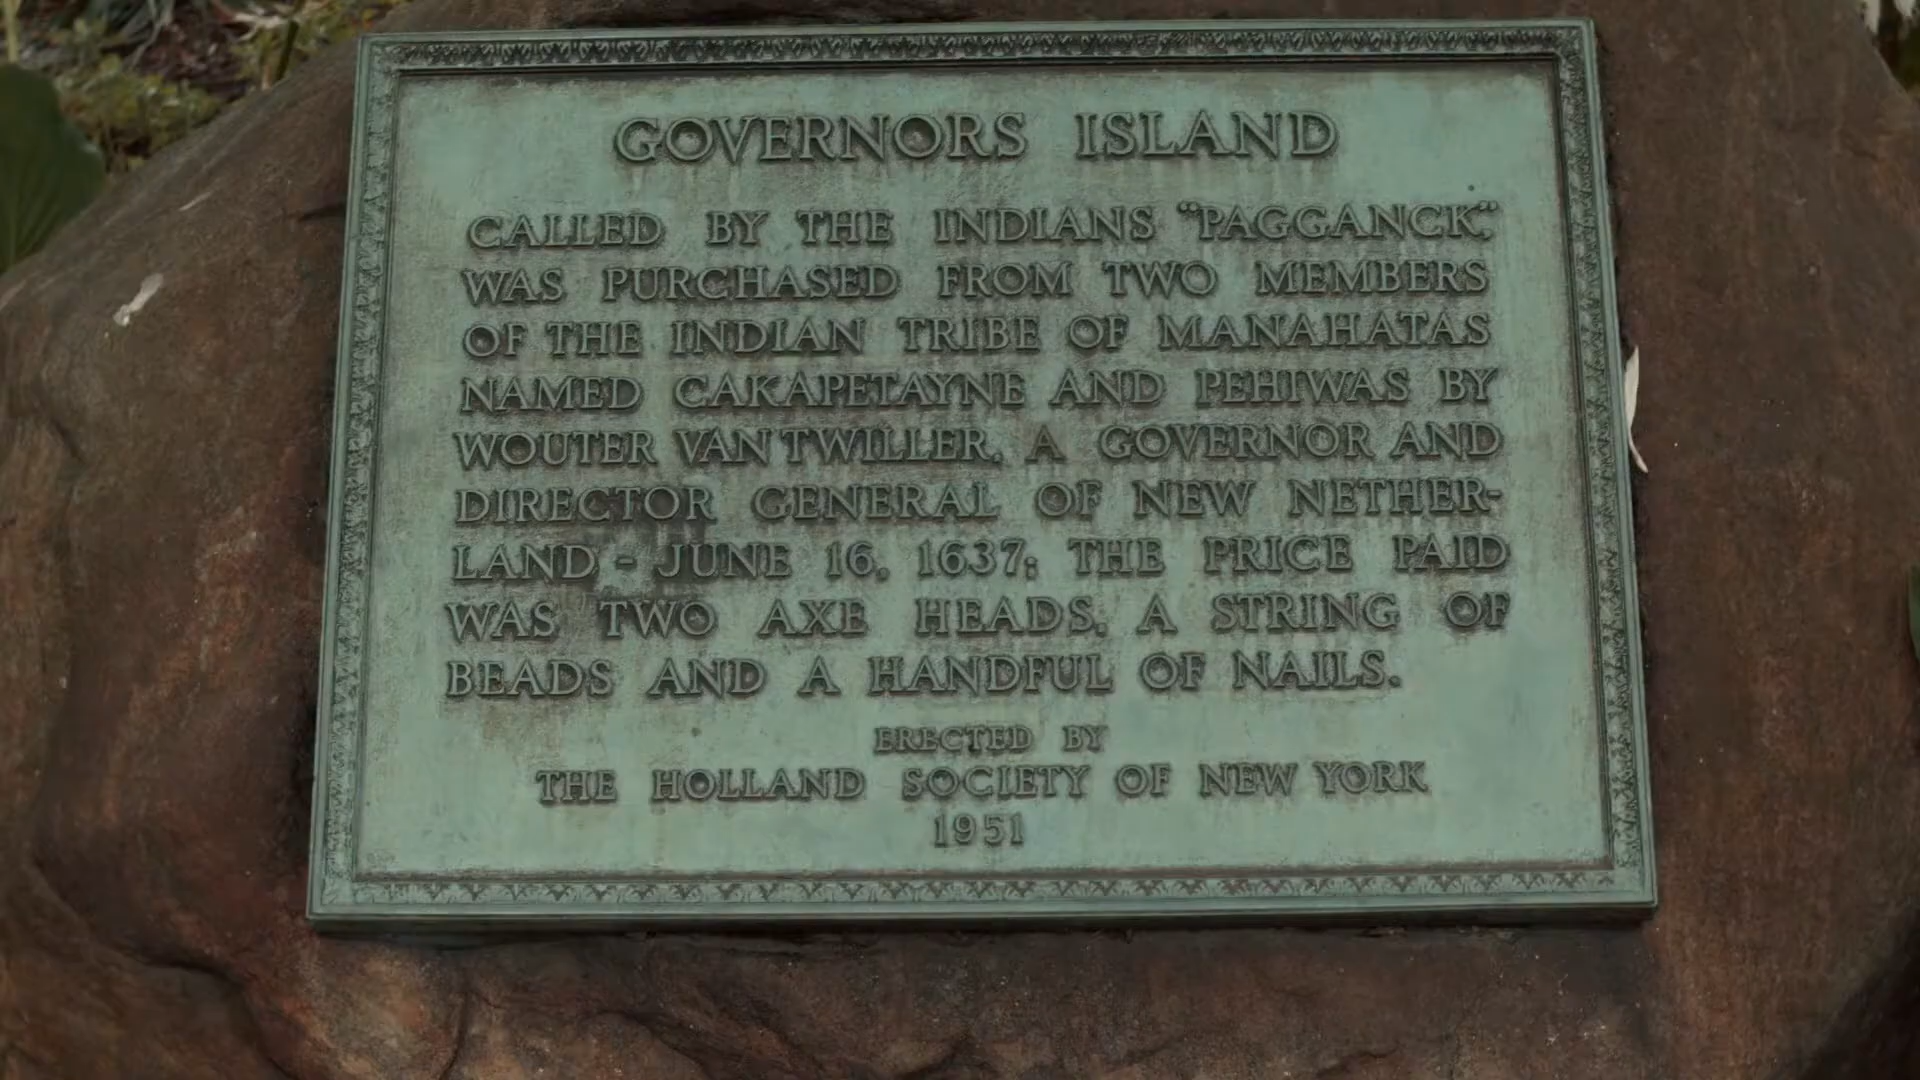 GOVERNORS ISLAND
CALLED BY THE INDIANS "PAGGANCK",
WAS PURCHASED FROM TWO MEMBERS
OF THE INDIAN TRIBE OF MANAHATAS
NAMED CAKAPETAYNE AND PEHIWAS BY
WOUTER VAN TWILLER, A GOVERNOR AND
DIRECTOR GENERAL OF NEW NETHER-
LAND - JUNE 16, 1637; THE PRICE PAID
WAS TWO AXE HEADS, A STRING OF
BEADS AND A HANDFUL OF NAILS.
ERECTED BY
THE HOLLAND SOCIETY OF NEW YORK
1951